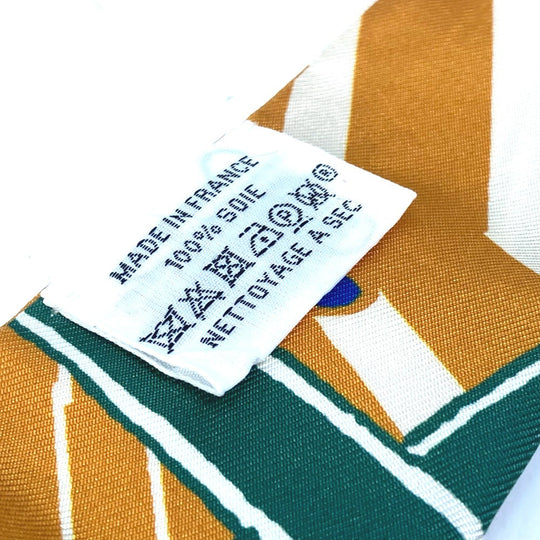 MADE IN FRANCE
100% SOIE
P ®
NETTOYAGE A SEC